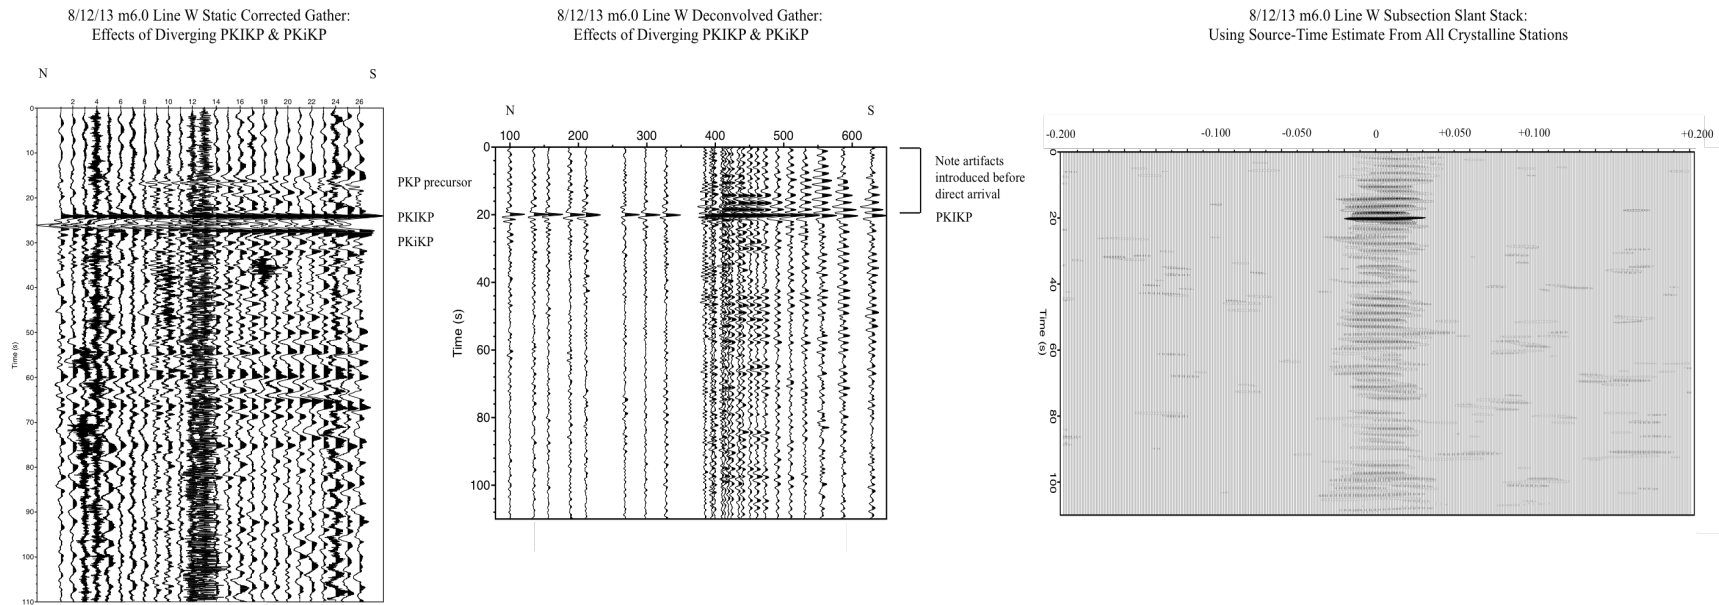 8/12/13 m6.0 Line W Static Corrected Gather:
Effects of Diverging PKIKP & PKiKP
N S
2 4 6 8 10 12 14 16 18 20 22 24 26
0
10
20
30
40
50
60
70
80
90
100
110
Time (s)
PKP precursor
PKIKP
PKiKP
8/12/13 m6.0 Line W Deconvolved Gather:
Effects of Diverging PKIKP & PKiKP
N S
100 200 300 400 500 600
0
20
40
60
80
100
Time (s)
Note artifacts
introduced before
direct arrival
PKIKP
8/12/13 m6.0 Line W Subsection Slant Stack:
Using Source-Time Estimate From All Crystalline Stations
-0.200 -0.100 -0.050 0 +0.050 +0.100 +0.200
0
20
40
60
80
100
Time (s)